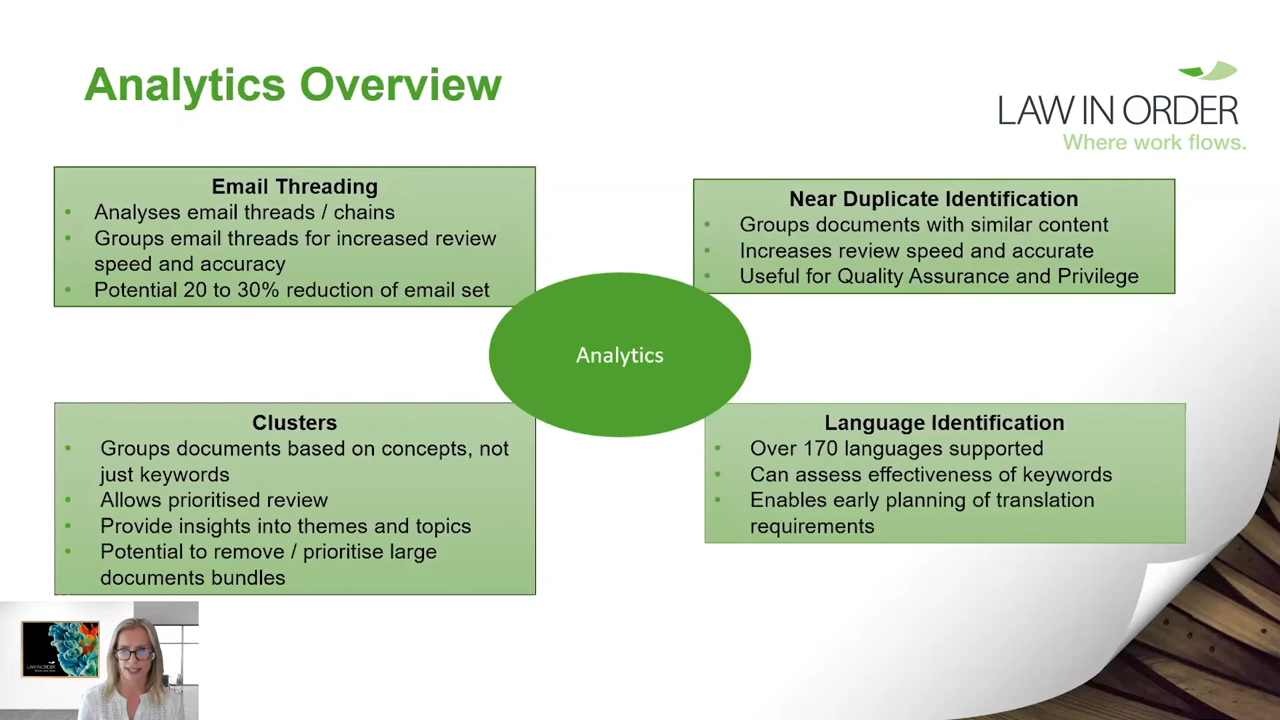 Analytics Overview
LAW IN ORDER
Where work flows.
Email Threading
• Analyses email threads / chains
• Groups email threads for increased review
speed and accuracy
• Potential 20 to 30% reduction of email set
Near Duplicate Identification
• Groups documents with similar content
• Increases review speed and accurate
• Useful for Quality Assurance and Privilege
Analytics
Clusters
• Groups documents based on concepts, not
just keywords
• Allows prioritised review
• Provide insights into themes and topics
• Potential to remove / prioritise large
documents bundles
Language Identification
• Over 170 languages supported
• Can assess effectiveness of keywords
• Enables early planning of translation
requirements
LAW IN ORDER